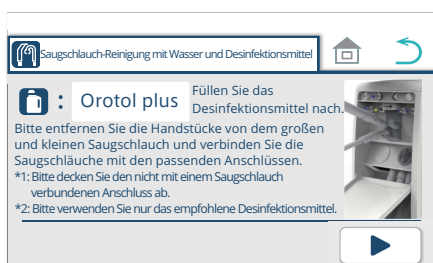 Saugschlauch-Reinigung mit Wasser und Desinfektionsmittel
: Orotol plus
Füllen Sie das
Desinfektionsmittel nach.
Bitte entfernen Sie die Handstücke von dem großen
und kleinen Saugschlauch und verbinden Sie die
Saugschläuche mit den passenden Anschlüssen.
*1: Bitte decken Sie den nicht mit einem Saugschlauch
verbundenen Anschluss ab.
*2: Bitte verwenden Sie nur das empfohlene Desinfektionsmittel.